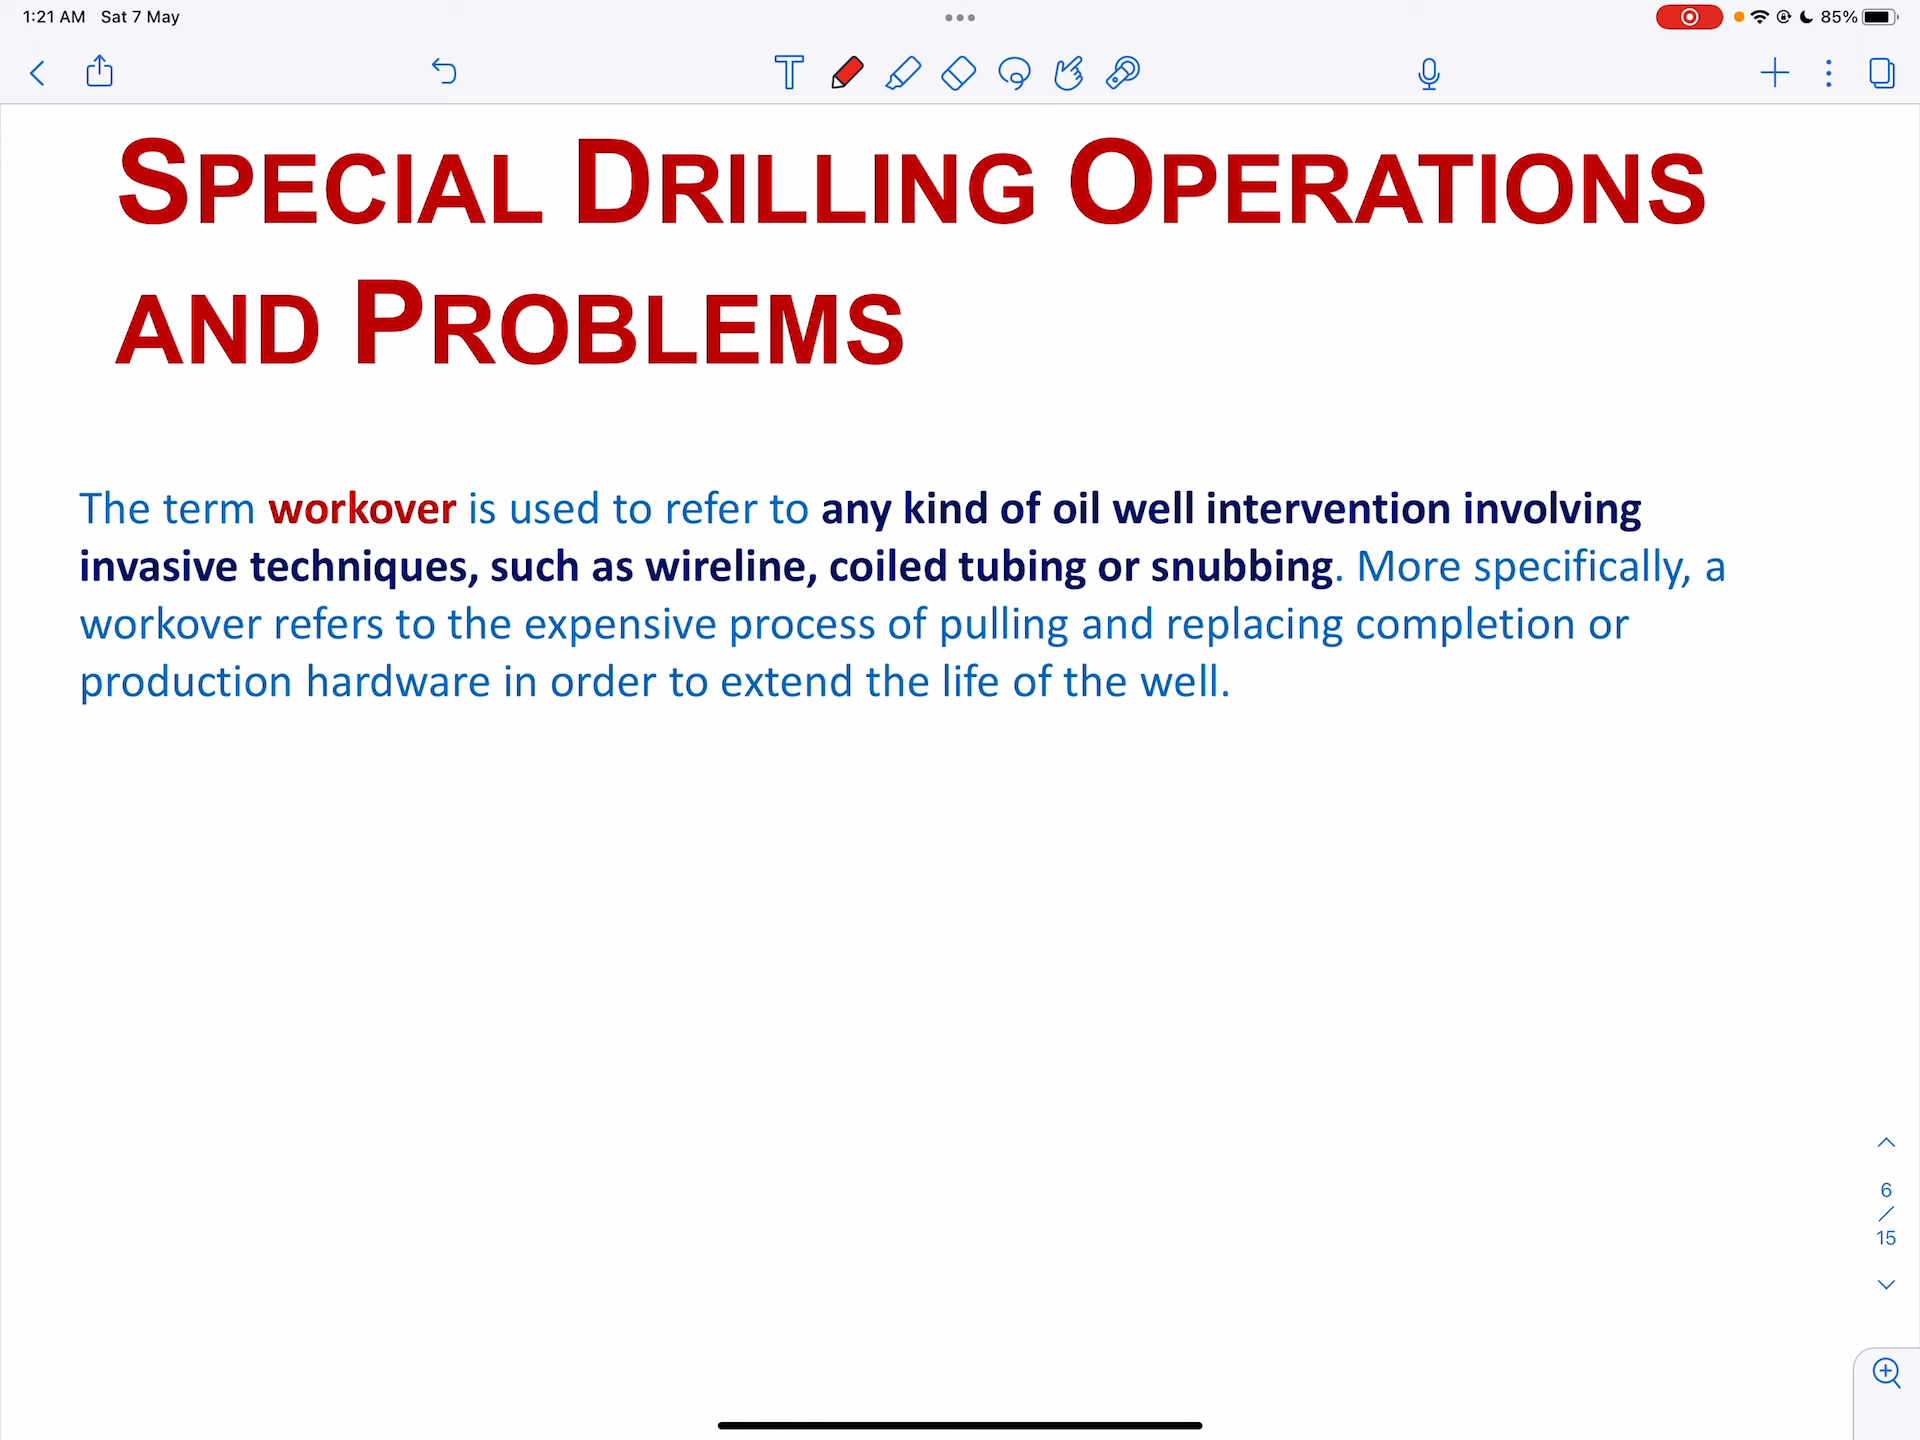 1:21 AM Sat 7 May
85%
SPECIAL DRILLING OPERATIONS
AND PROBLEMS
The term workover is used to refer to any kind of oil well intervention involving
invasive techniques, such as wireline, coiled tubing or snubbing. More specifically, a
workover refers to the expensive process of pulling and replacing completion or
production hardware in order to extend the life of the well.
6
/
15